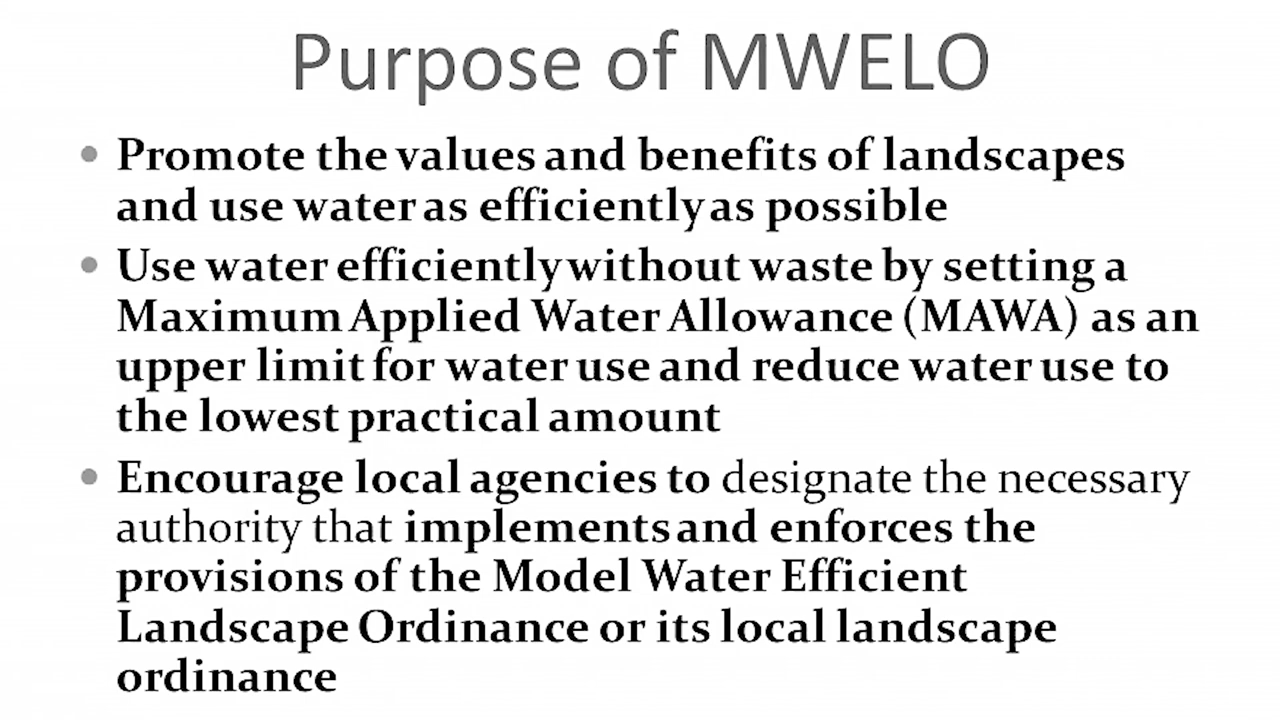 Purpose of MWELO
• Promote the values and benefits of landscapes
and use water as efficiently as possible
• Use water efficiently without waste by setting a
Maximum Applied Water Allowance (MAWA) as an
upper limit for water use and reduce water use to
the lowest practical amount
• Encourage local agencies to designate the necessary
authority that implements and enforces the
provisions of the Model Water Efficient
Landscape Ordinance or its local landscape
ordinance